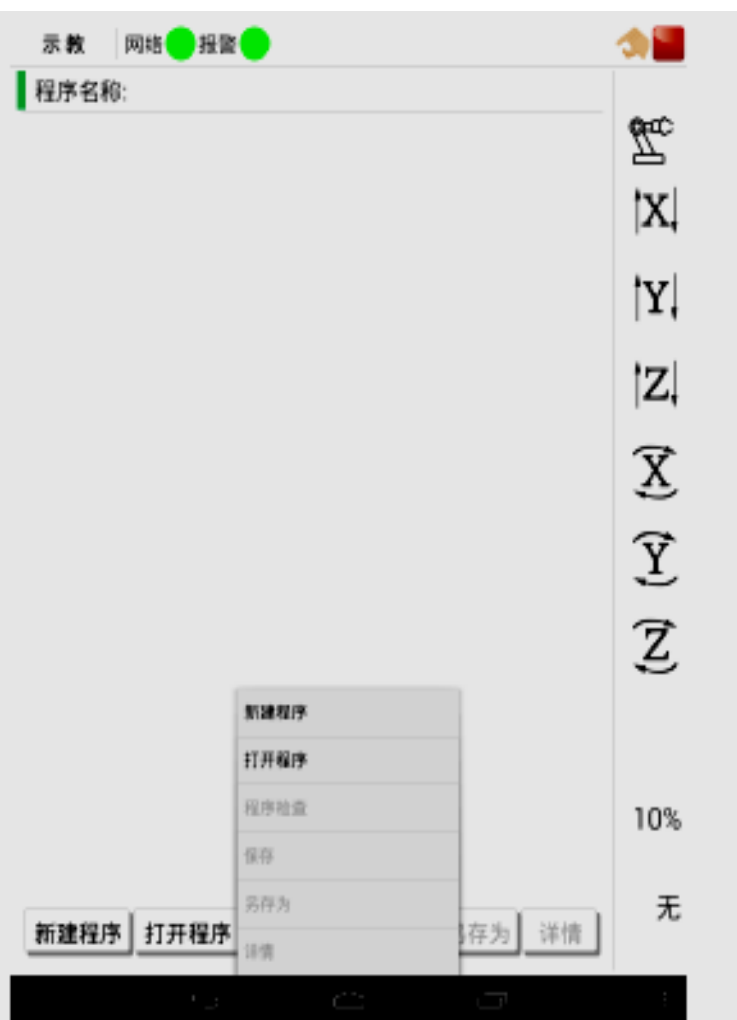 示教 网络 报警
程序名称:
X
Y
Z
X
Y
Z
新建程序
打开程序
程序检查
保存
另存为
详情
10%
无
新建程序 打开程序 存为 详情